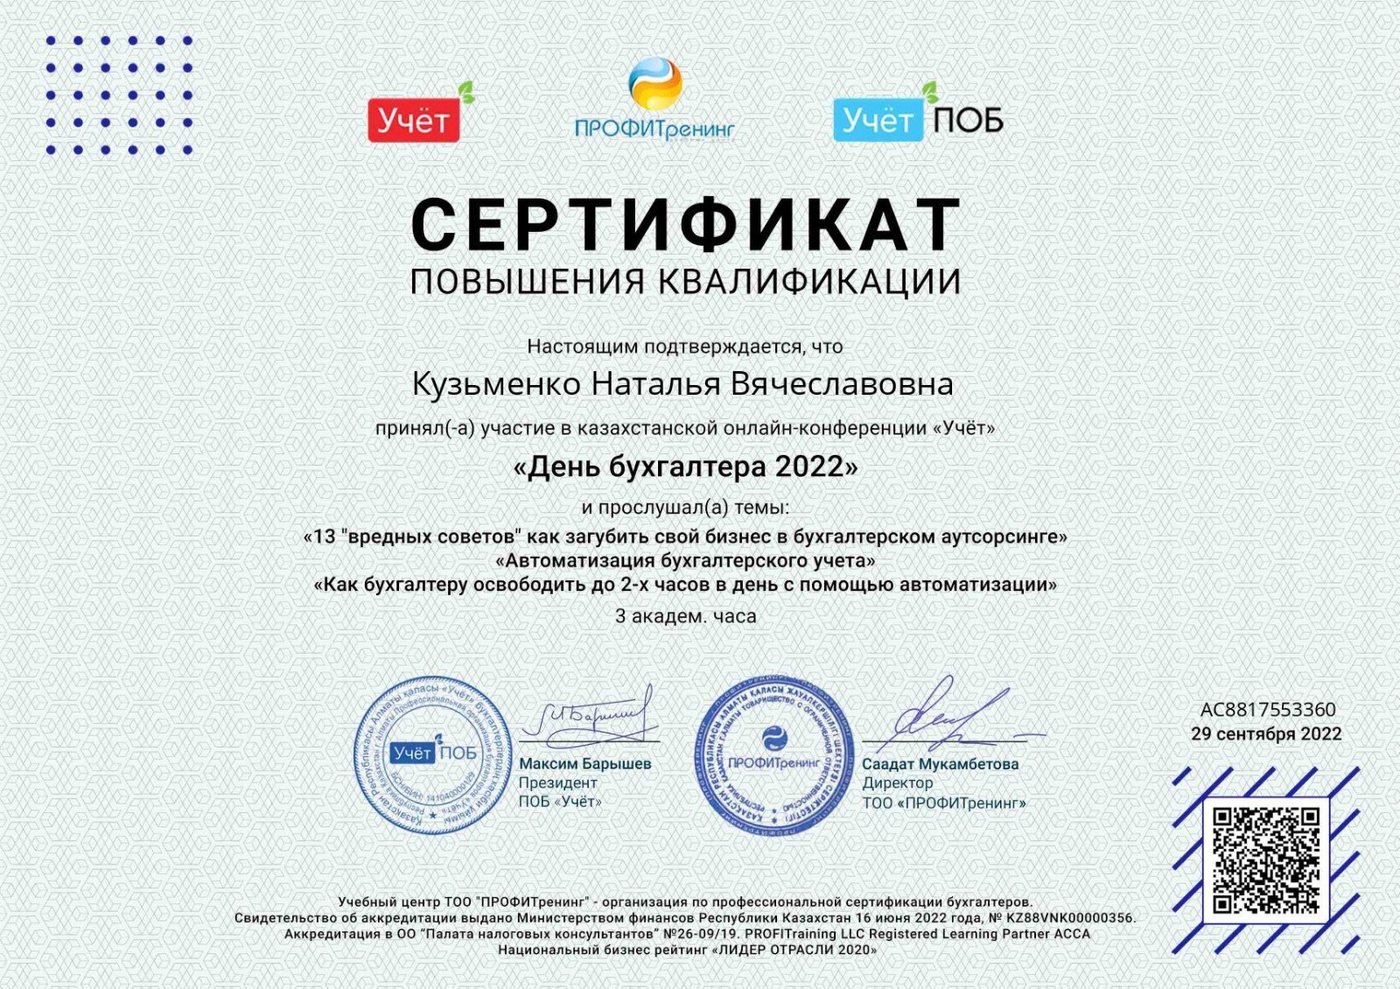 Учёт
ПРОФИТренинг
Учёт ПОБ
СЕРТИФИКАТ
ПОВЫШЕНИЯ КВАЛИФИКАЦИИ
Настоящим подтверждается, что
Кузьменко Наталья Вячеславовна
принял(-а) участие в казахстанской онлайн-конференции «Учёт»
«День бухгалтера 2022»
и прослушал(а) темы:
«13 "вредных советов" как загубить свой бизнес в бухгалтерском аутсорсинге»
«Автоматизация бухгалтерского учета»
«Как бухгалтеру освободить до 2-х часов в день с помощью автоматизации»
3 академ. часа
Учёт ПОБ
Максим Барышев
Президент
ПОБ «Учёт»
ПРОФИТренинг
Саадат Мукамбетова
Директор
ТОО «ПРОФИТренинг»
AC8817553360
29 сентября 2022
Учебный центр ТОО "ПРОФИТренинг" - организация по профессиональной сертификации бухгалтеров.
Свидетельство об аккредитации выдано Министерством финансов Республики Казахстан 16 июня 2022 года, № KZ88VNK00000356.
Аккредитация в ОО "Палата налоговых консультантов" №26-09/19. PROFITraining LLC Registered Learning Partner ACCA
Национальный бизнес рейтинг «ЛИДЕР ОТРАСЛИ 2020»